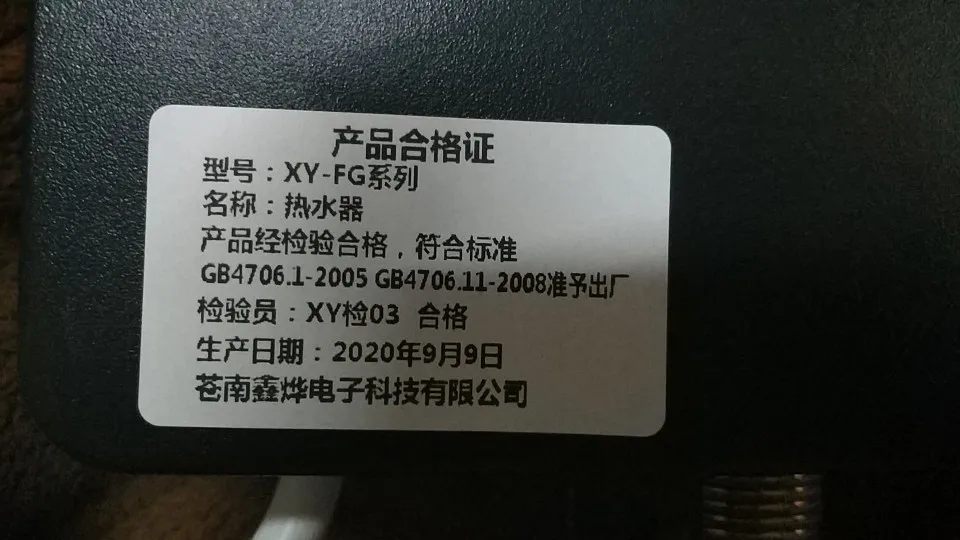 产品合格证
型号：XY-FG系列
名称：热水器
产品经检验合格，符合标准
GB4706.1-2005 GB4706.11-2008准予出厂
检验员：XY检03 合格
生产日期：2020年9月9日
苍南鑫烨电子科技有限公司